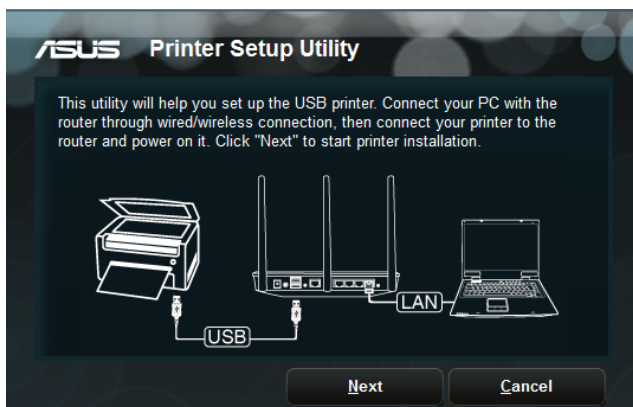 ASUS Printer Setup Utility
This utility will help you set up the USB printer. Connect your PC with the
router through wired/wireless connection, then connect your printer to the
router and power on it. Click "Next" to start printer installation.
LAN
USB
Next
Cancel